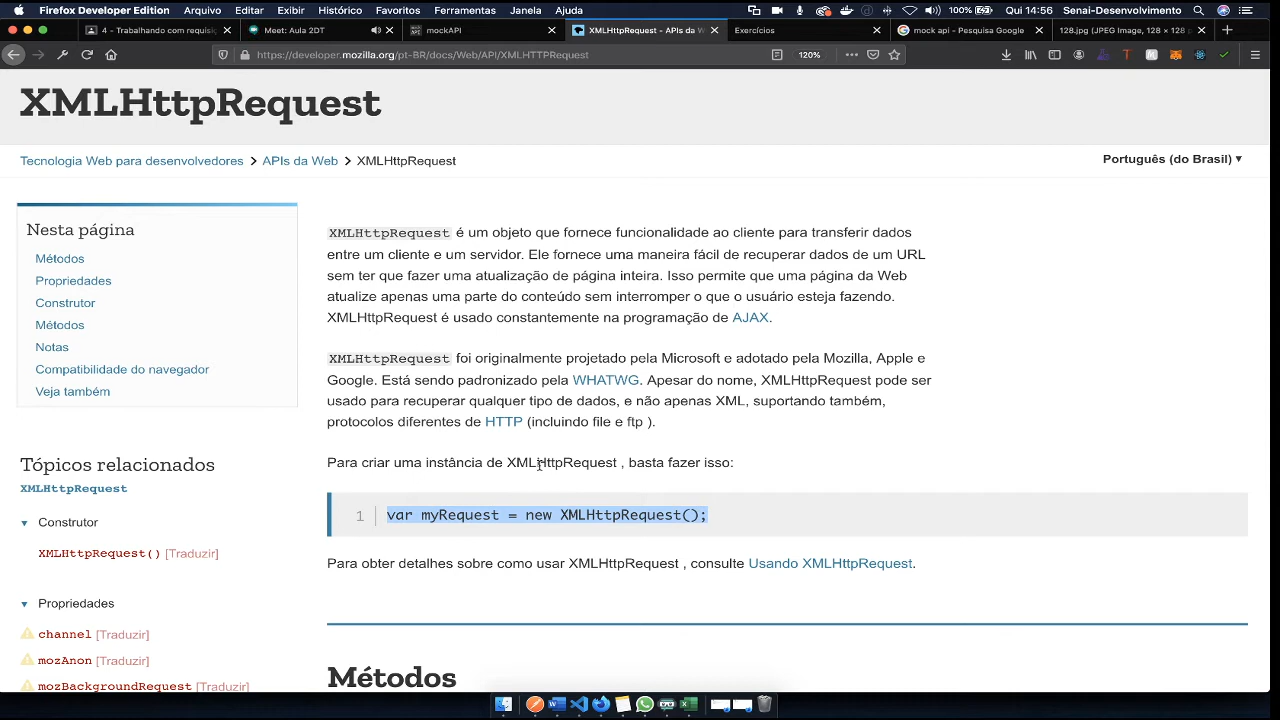 Firefox Developer Edition Arquivo Editar Exibir Histórico Favoritos Ferramentas Janela Ajuda 100% Qui 14:56 Senai-Desenvolvimento
4 - Trabalhando com requisiç Meet: Aula 2DT mockAPI XMLHttpRequest - APIs da W Exercícios mock api - Pesquisa Google 128.jpg (JPEG Image, 128 × 128 p
https://developer.mozilla.org/pt-BR/docs/Web/API/XMLHTTPRequest 120%
XMLHttpRequest
Tecnologia Web para desenvolvedores APIs da Web XMLHttpRequest Português (do Brasil) ▼
Nesta página
Métodos
Propriedades
Construtor
Métodos
Notas
Compatibilidade do navegador
Veja também
Tópicos relacionados
XMLHttpRequest
▼ Construtor
XMLHttpRequest() [Traduzir]
▼ Propriedades
channel [Traduzir]
mozAnon [Traduzir]
mozBackgroundRequest [Traduzir]
XMLHttpRequest é um objeto que fornece funcionalidade ao cliente para transferir dados
entre um cliente e um servidor. Ele fornece uma maneira fácil de recuperar dados de um URL
sem ter que fazer uma atualização de página inteira. Isso permite que uma página da Web
atualize apenas uma parte do conteúdo sem interromper o que o usuário esteja fazendo.
XMLHttpRequest é usado constantemente na programação de AJAX.
XMLHttpRequest foi originalmente projetado pela Microsoft e adotado pela Mozilla, Apple e
Google. Está sendo padronizado pela WHATWG. Apesar do nome, XMLHttpRequest pode ser
usado para recuperar qualquer tipo de dados, e não apenas XML, suportando também,
protocolos diferentes de HTTP (incluindo file e ftp ).
Para criar uma instância de XMLHttpRequest , basta fazer isso:
1 var myRequest = new XMLHttpRequest();
Para obter detalhes sobre como usar XMLHttpRequest , consulte Usando XMLHttpRequest.
Métodos